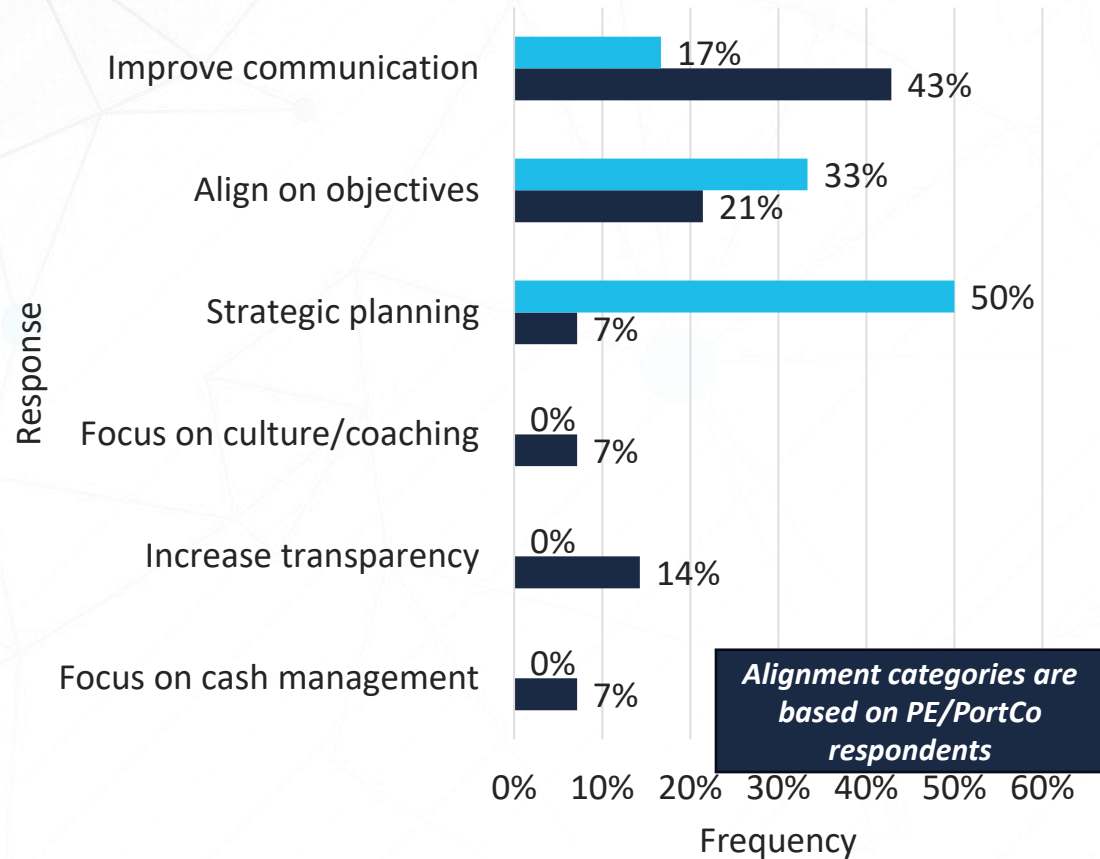 Improve communication
17%
43%
Align on objectives
33%
21%
Strategic planning
50%
7%
Focus on culture/coaching
0%
7%
Increase transparency
0%
14%
Focus on cash management
0%
7%
Response
Alignment categories are
based on PE/PortCo
respondents
0% 10% 20% 30% 40% 50% 60%
Frequency